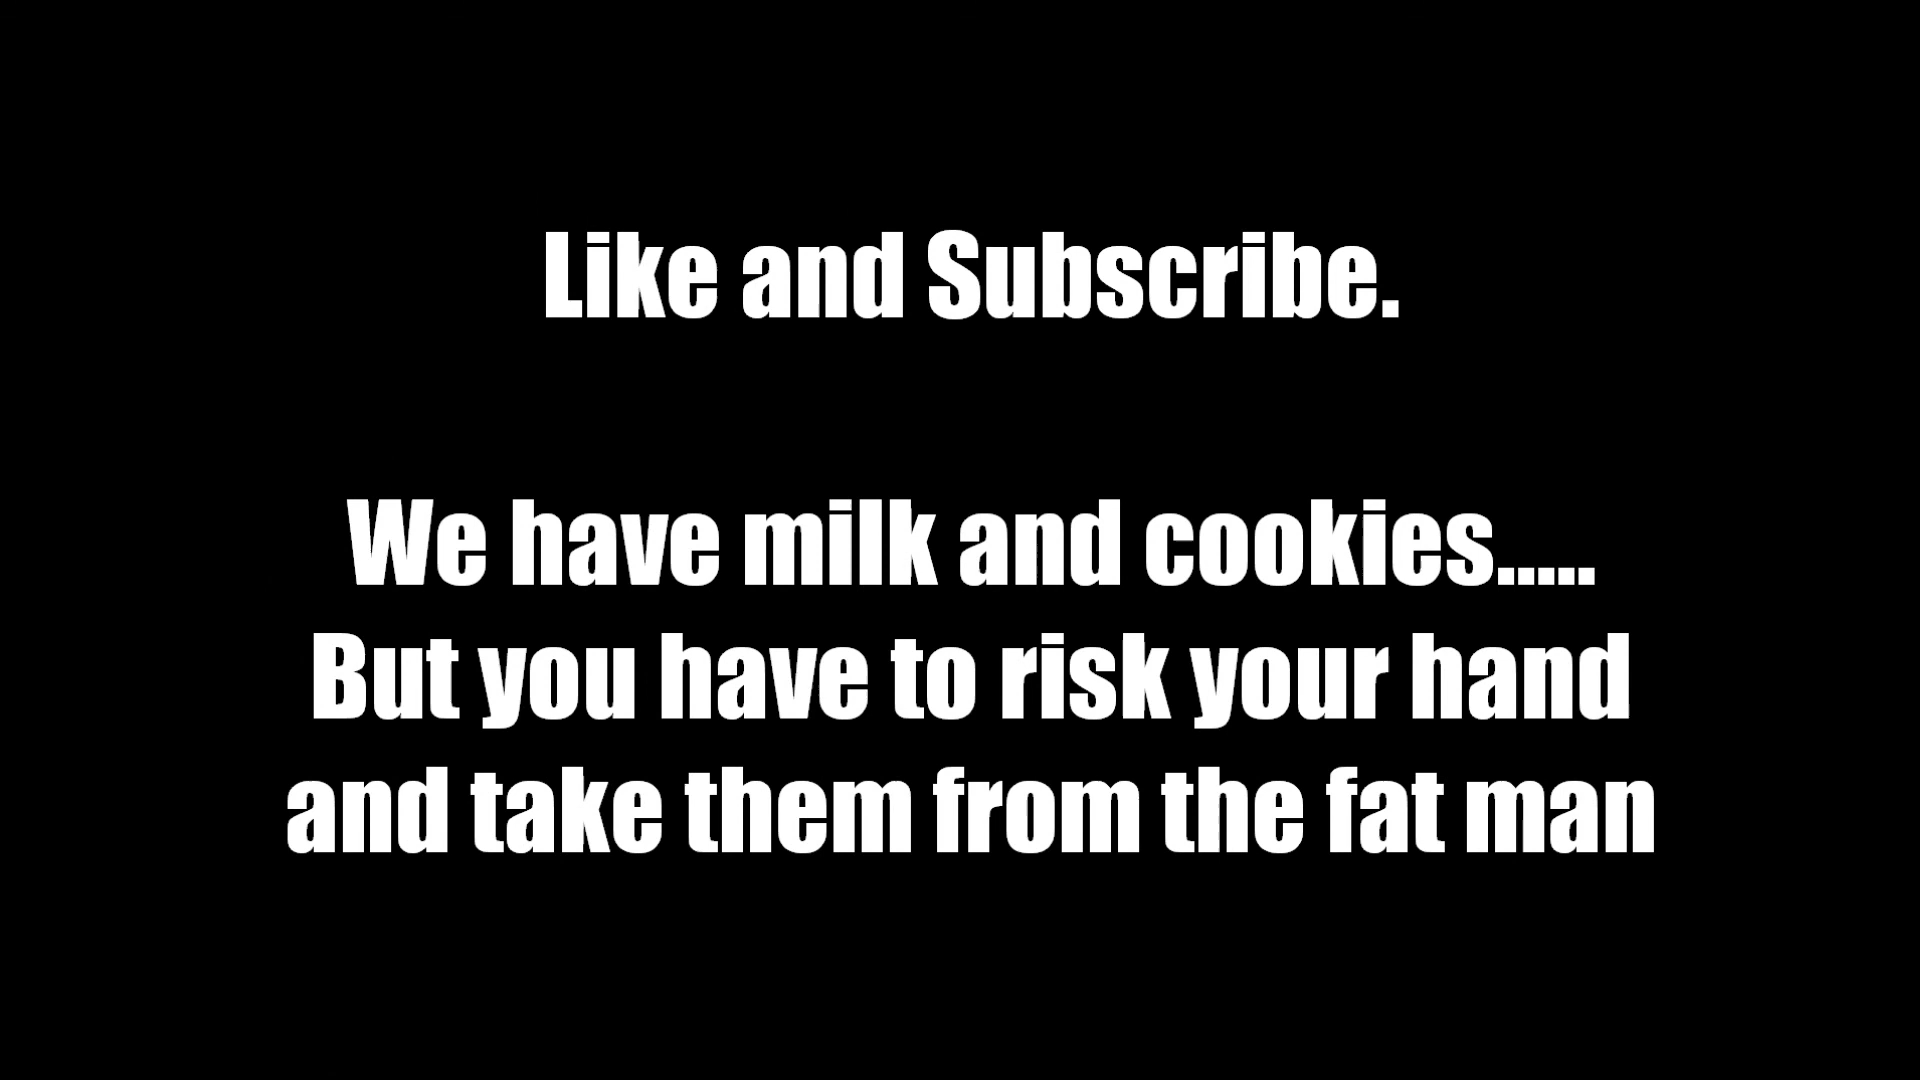 Like and Subscribe.
We have milk and cookies.....
But you have to risk your hand
and take them from the fat man